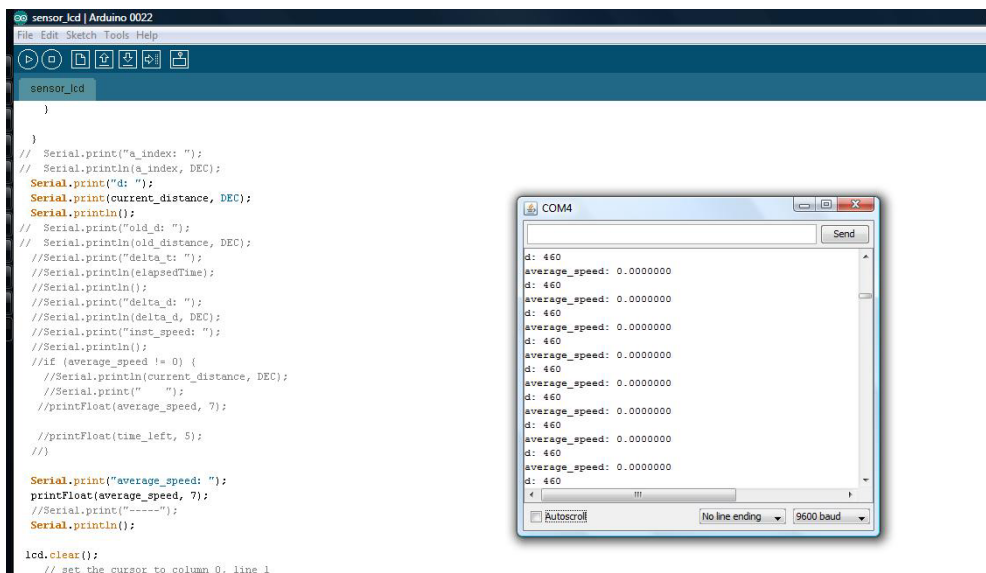 sensor_lcd | Arduino 0022
File Edit Sketch Tools Help
sensor_lcd
}
}
// Serial.print("a_index: ");
// Serial.println(a_index, DEC);
Serial.print("d: ");
Serial.print(current_distance, DEC);
Serial.println();
// Serial.print("old_d: ");
// Serial.println(old_distance, DEC);
//Serial.print("delta_t: ");
//Serial.println(elapsedTime);
//Serial.println();
//Serial.print("delta_d: ");
//Serial.println(delta_d, DEC);
//Serial.print("inst_speed: ");
//Serial.println();
//if (average_speed != 0) {
//Serial.println(current_distance, DEC);
//Serial.print("    ");
//printFloat(average_speed, 7);
//printFloat(time_left, 5);
//}
Serial.print("average_speed: ");
printFloat(average_speed, 7);
//Serial.print("-----");
Serial.println();
lcd.clear();
// set the cursor to column 0, line 1
COM4
Send
d: 460
average_speed: 0.0000000
d: 460
average_speed: 0.0000000
d: 460
average_speed: 0.0000000
d: 460
average_speed: 0.0000000
d: 460
average_speed: 0.0000000
d: 460
average_speed: 0.0000000
d: 460
average_speed: 0.0000000
d: 460
average_speed: 0.0000000
d: 460
Autoscroll
No line ending
9600 baud